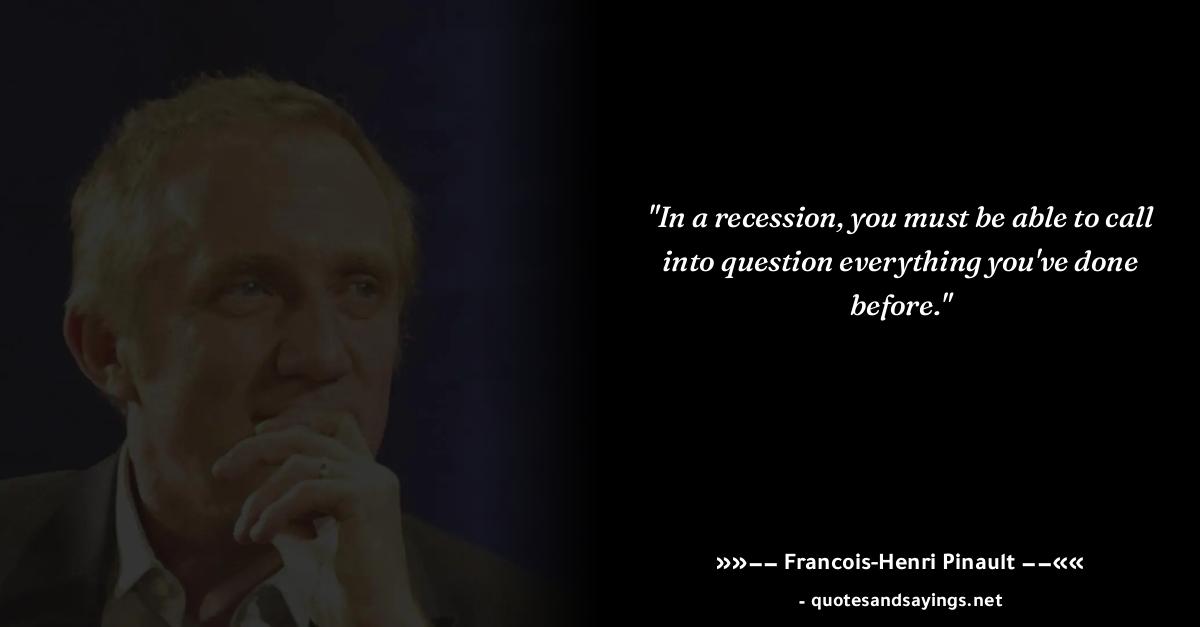 "In a recession, you must be able to call
into question everything you've done
before."
»»−− Francois-Henri Pinault −−««
- quotesandsayings.net